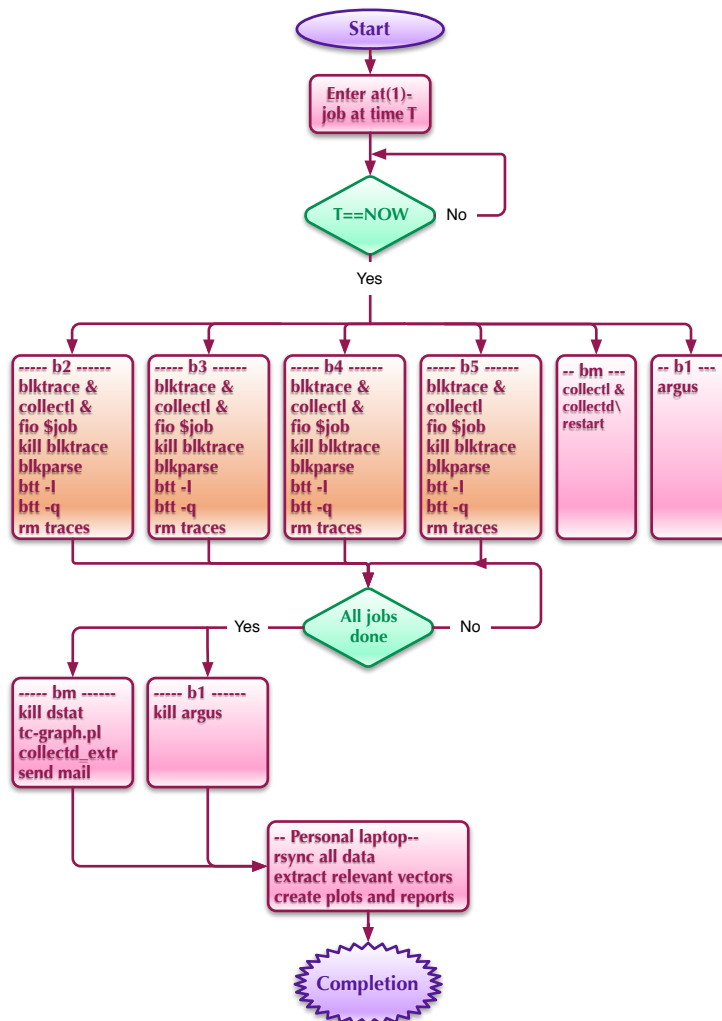 Start
Enter at(1)-
job at time T
T==NOW
No
Yes
----- b2 ------
blktrace &
collectl &
fio $job
kill blktrace
blkparse
btt -I
btt -q
rm traces
----- b3 ------
blktrace &
collectl &
fio $job
kill blktrace
blkparse
btt -I
btt -q
rm traces
----- b4 ------
blktrace &
collectl &
fio $job
kill blktrace
blkparse
btt -I
btt -q
rm traces
----- b5 ------
blktrace &
collectl
fio $job
kill blktrace
blkparse
btt -I
btt -q
rm traces
-- bm ---
collectl &
collectd\
restart
-- b1 ---
argus
All jobs
done
Yes
No
----- bm ------
kill dstat
tc-graph.pl
collectd_extr
send mail
----- b1 ------
kill argus
-- Personal laptop--
rsync all data
extract relevant vectors
create plots and reports
Completion